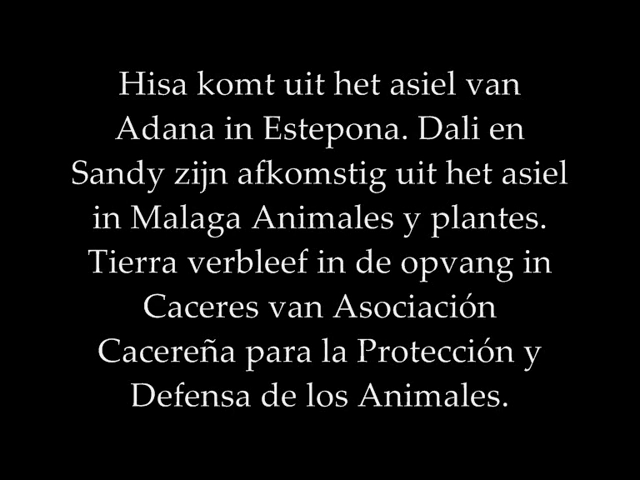 Hisa komt uit het asiel van
Adana in Estepona. Dali en
Sandy zijn afkomstig uit het asiel
in Malaga Animales y plantes.
Tierra verbleef in de opvang in
Caceres van Asociación
Cacereña para la Protección y
Defensa de los Animales.